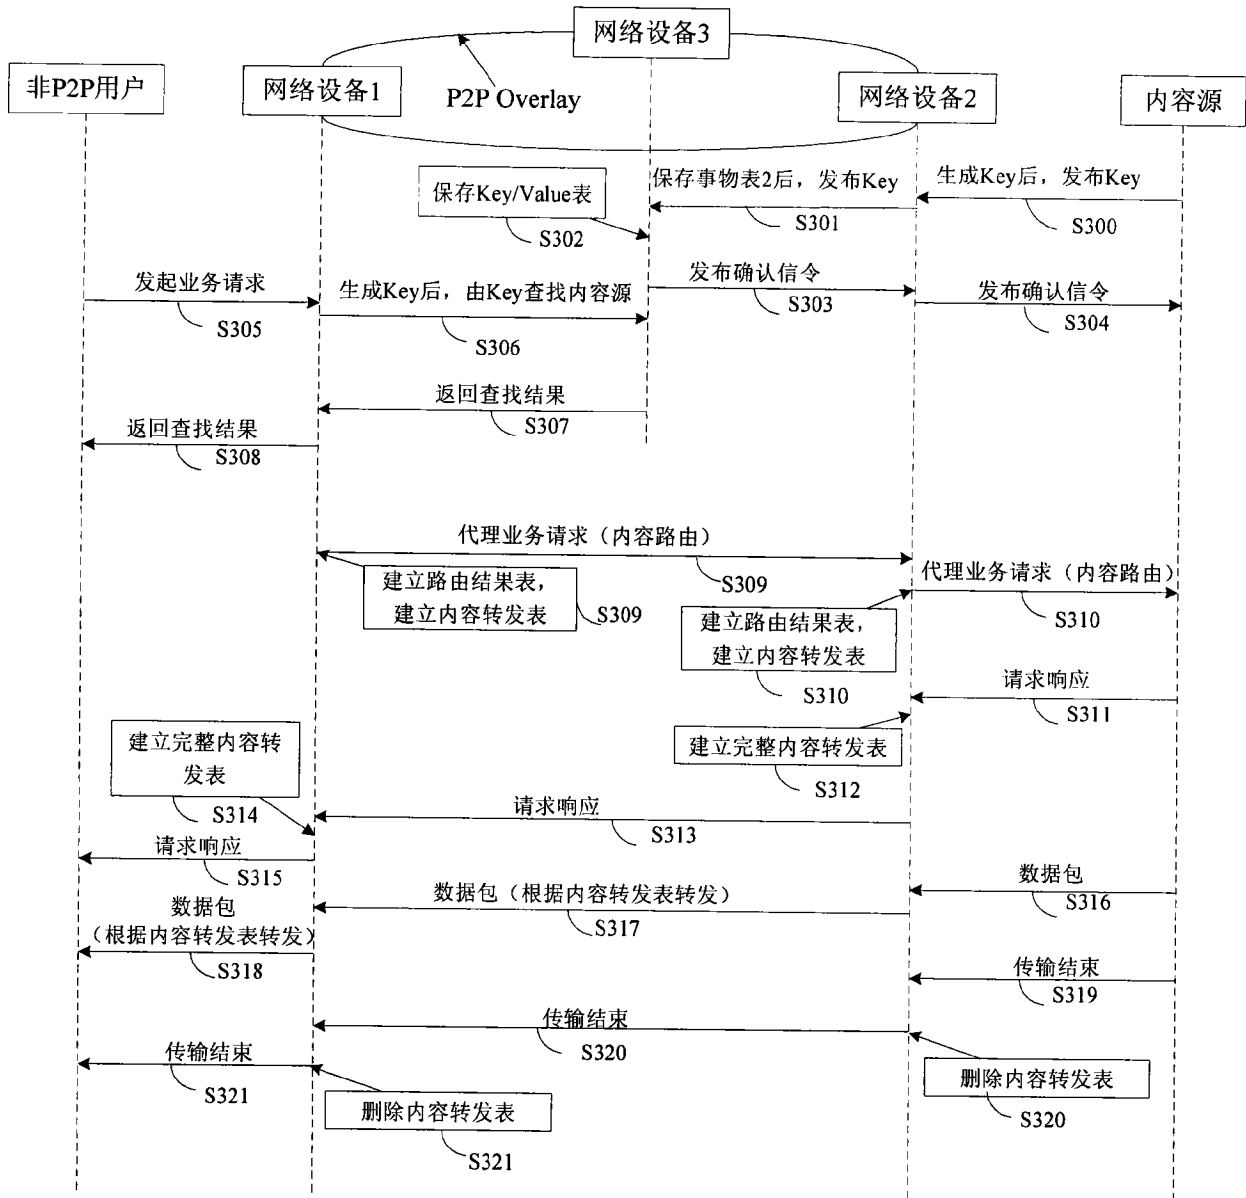 网络设备3
非P2P用户
网络设备1
P2P Overlay
网络设备2
内容源
保存Key/Value表
S302
保存事物表2后，发布Key
S301
生成Key后，发布Key
S300
发起业务请求
S305
生成Key后，由Key查找内容源
S306
发布确认信令
S303
发布确认信令
S304
返回查找结果
S307
返回查找结果
S308
代理业务请求（内容路由）
S309
建立路由结果表，
建立内容转发表
S309
代理业务请求（内容路由）
S310
建立路由结果表，
建立内容转发表
S310
请求响应
S311
建立完整内容转发表
S312
建立完整内容转
发表
S314
请求响应
S313
请求响应
S315
数据包
S316
数据包（根据内容转发表转发）
S317
数据包
（根据内容转发表转发）
S318
传输结束
S319
传输结束
S320
传输结束
S321
删除内容转发表
S320
删除内容转发表
S321